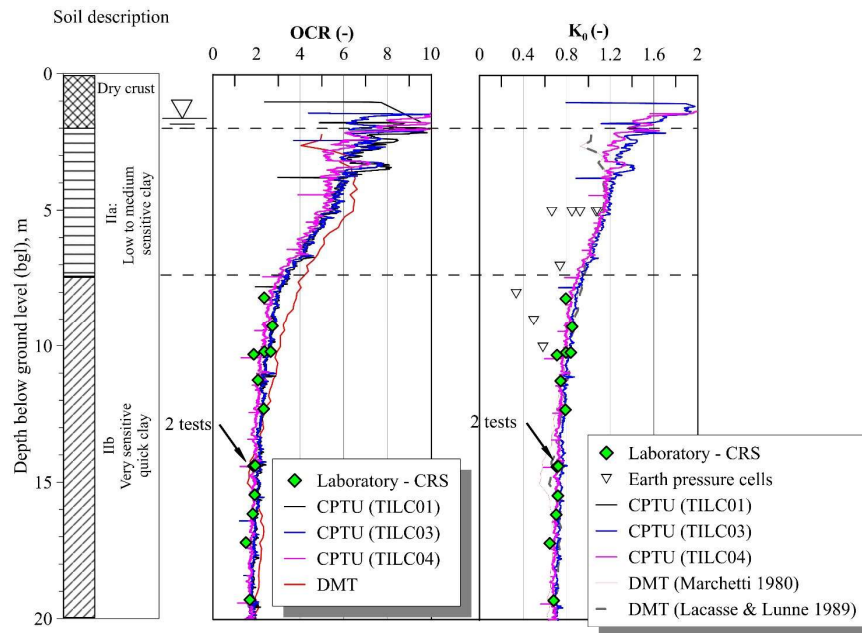 Soil description
OCR (-)
K0 (-)
0 2 4 6 8 10
0 0.4 0.8 1.2 1.6 2
0
5
10
15
20
Depth below ground level (bgl), m
Dry crust
IIa:
Low to medium
sensitive clay
IIb
Very sensitive
quick clay
2 tests
Laboratory - CRS
CPTU (TILC01)
CPTU (TILC03)
CPTU (TILC04)
DMT
2 tests
Laboratory - CRS
Earth pressure cells
CPTU (TILC01)
CPTU (TILC03)
CPTU (TILC04)
DMT (Marchetti 1980)
DMT (Lacasse & Lunne 1989)